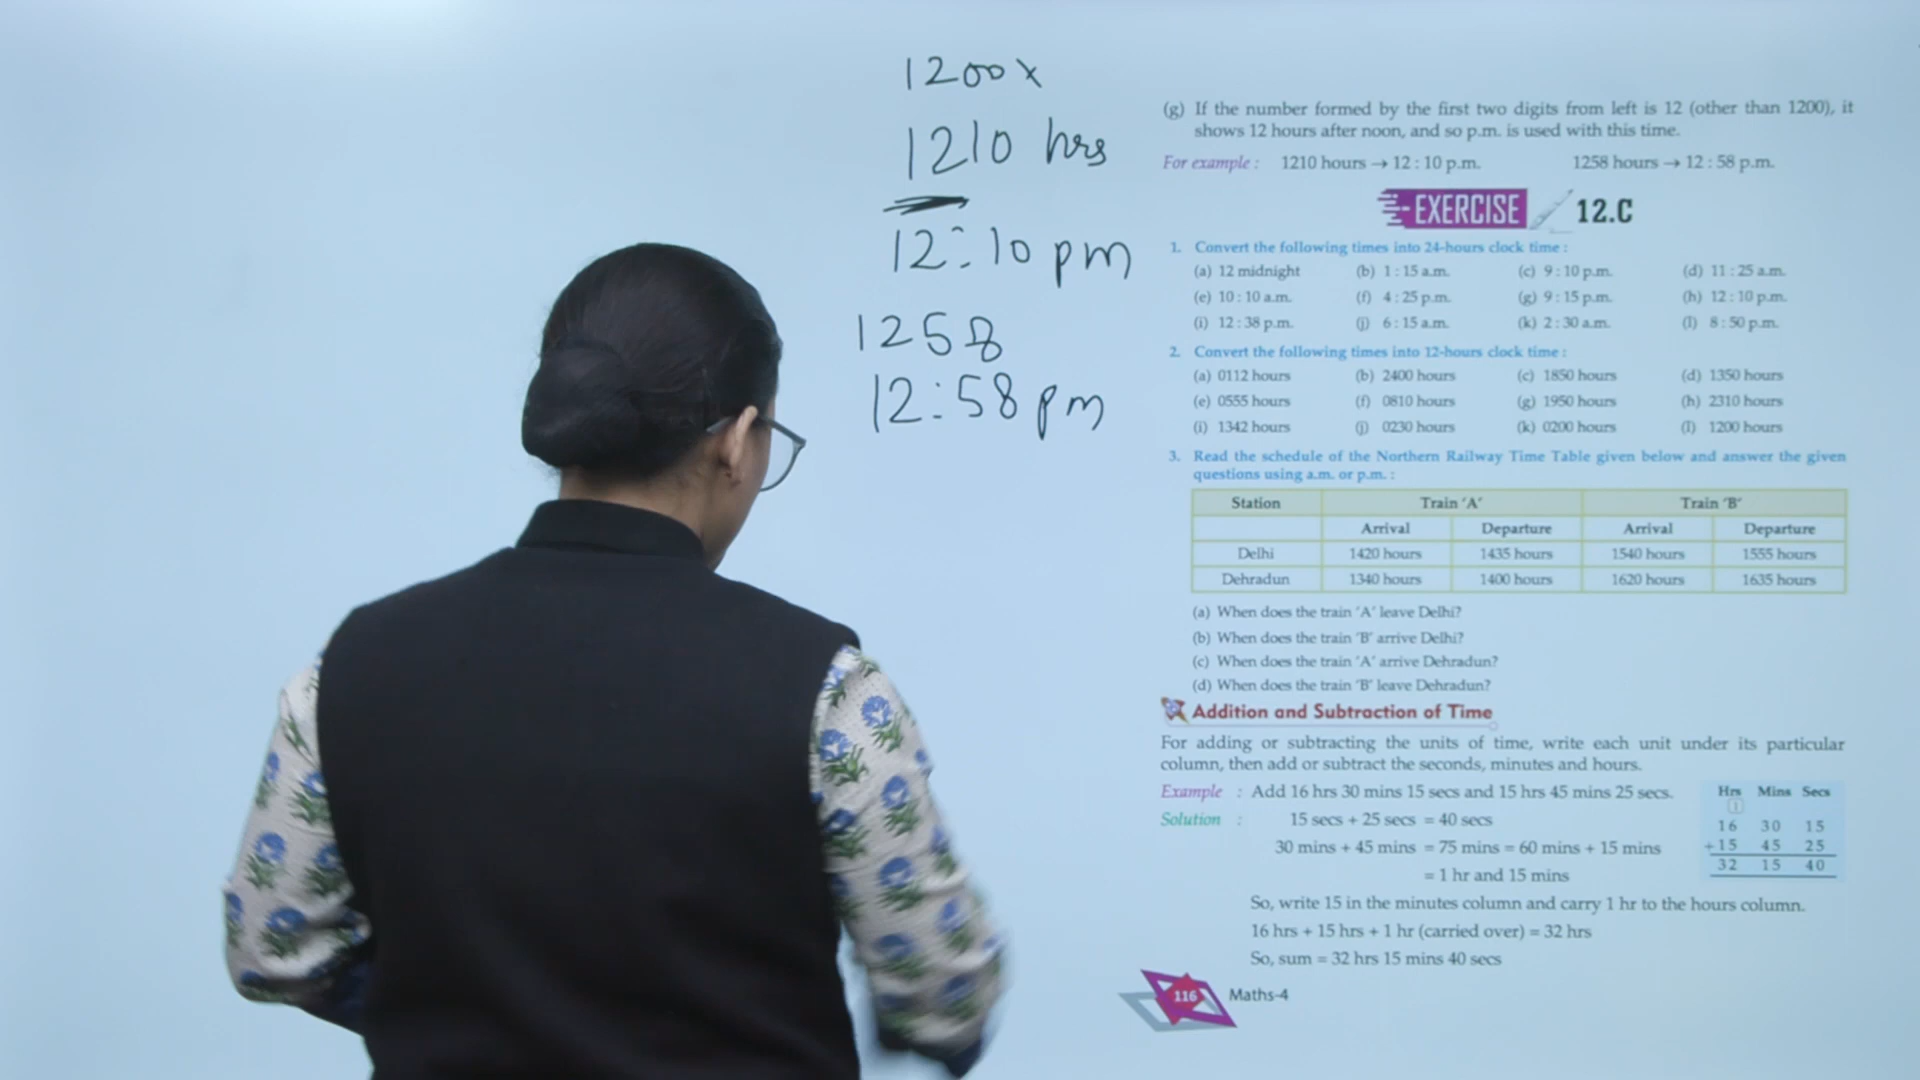 1200 x
1210 hrs
12:10 pm
1258
12:58 pm
(g) If the number formed by the first two digits from left is 12 (other than 1200), it
shows 12 hours after noon, and so p.m. is used with this time.
For example : 1210 hours → 12 : 10 p.m. 1258 hours → 12 : 58 p.m.
EXERCISE 12.C
1. Convert the following times into 24-hours clock time :
(a) 12 midnight (b) 1 : 15 a.m. (c) 9 : 10 p.m. (d) 11 : 25 a.m.
(e) 10 : 10 a.m. (f) 4 : 25 p.m. (g) 9 : 15 p.m. (h) 12 : 10 p.m.
(i) 12 : 38 p.m. (j) 6 : 15 a.m. (k) 2 : 30 a.m. (l) 8 : 50 p.m.
2. Convert the following times into 12-hours clock time :
(a) 0112 hours (b) 2400 hours (c) 1850 hours (d) 1350 hours
(e) 0555 hours (f) 0810 hours (g) 1950 hours (h) 2310 hours
(i) 1342 hours (j) 0230 hours (k) 0200 hours (l) 1200 hours
3. Read the schedule of the Northern Railway Time Table given below and answer the given
questions using a.m. or p.m. :
Station Train 'A' Train 'B'
Arrival Departure Arrival Departure
Delhi 1420 hours 1435 hours 1540 hours 1555 hours
Dehradun 1340 hours 1400 hours 1620 hours 1635 hours
(a) When does the train 'A' leave Delhi?
(b) When does the train 'B' arrive Delhi?
(c) When does the train 'A' arrive Dehradun?
(d) When does the train 'B' leave Dehradun?
Addition and Subtraction of Time
For adding or subtracting the units of time, write each unit under its particular
column, then add or subtract the seconds, minutes and hours.
Example : Add 16 hrs 30 mins 15 secs and 15 hrs 45 mins 25 secs.
Solution : 15 secs + 25 secs = 40 secs
30 mins + 45 mins = 75 mins = 60 mins + 15 mins
= 1 hr and 15 mins
Hrs Mins Secs
1
16 30 15
+15 45 25
32 15 40
So, write 15 in the minutes column and carry 1 hr to the hours column.
16 hrs + 15 hrs + 1 hr (carried over) = 32 hrs
So, sum = 32 hrs 15 mins 40 secs
116 Maths-4